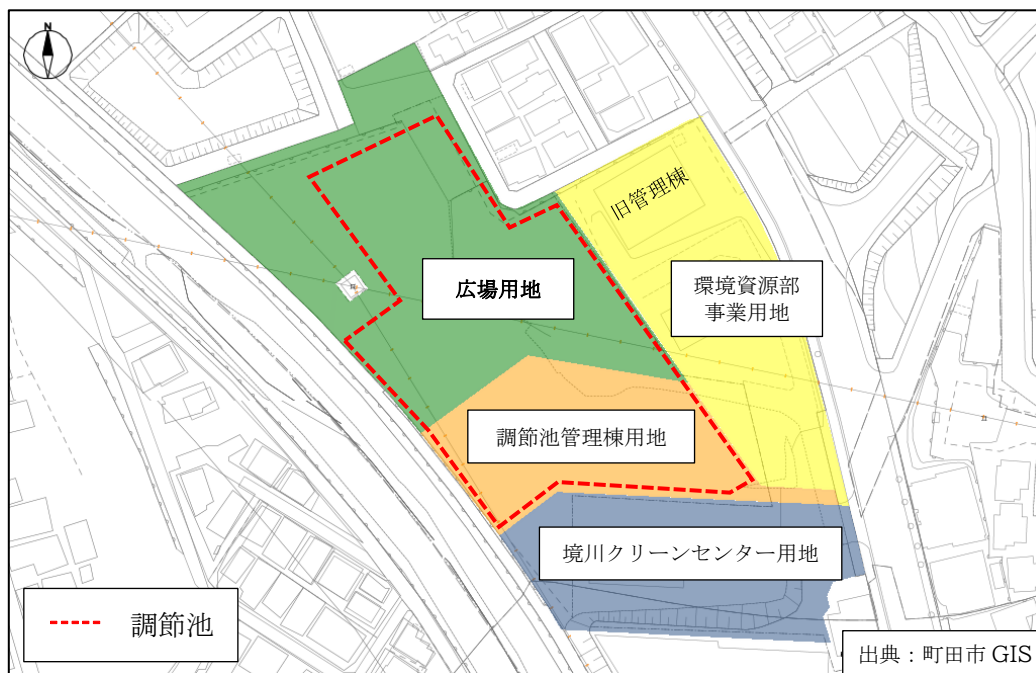 N
旧管理棟
広場用地
環境資源部
事業用地
調節池管理棟用地
境川クリーンセンター用地
調節池
出典：町田市 GIS